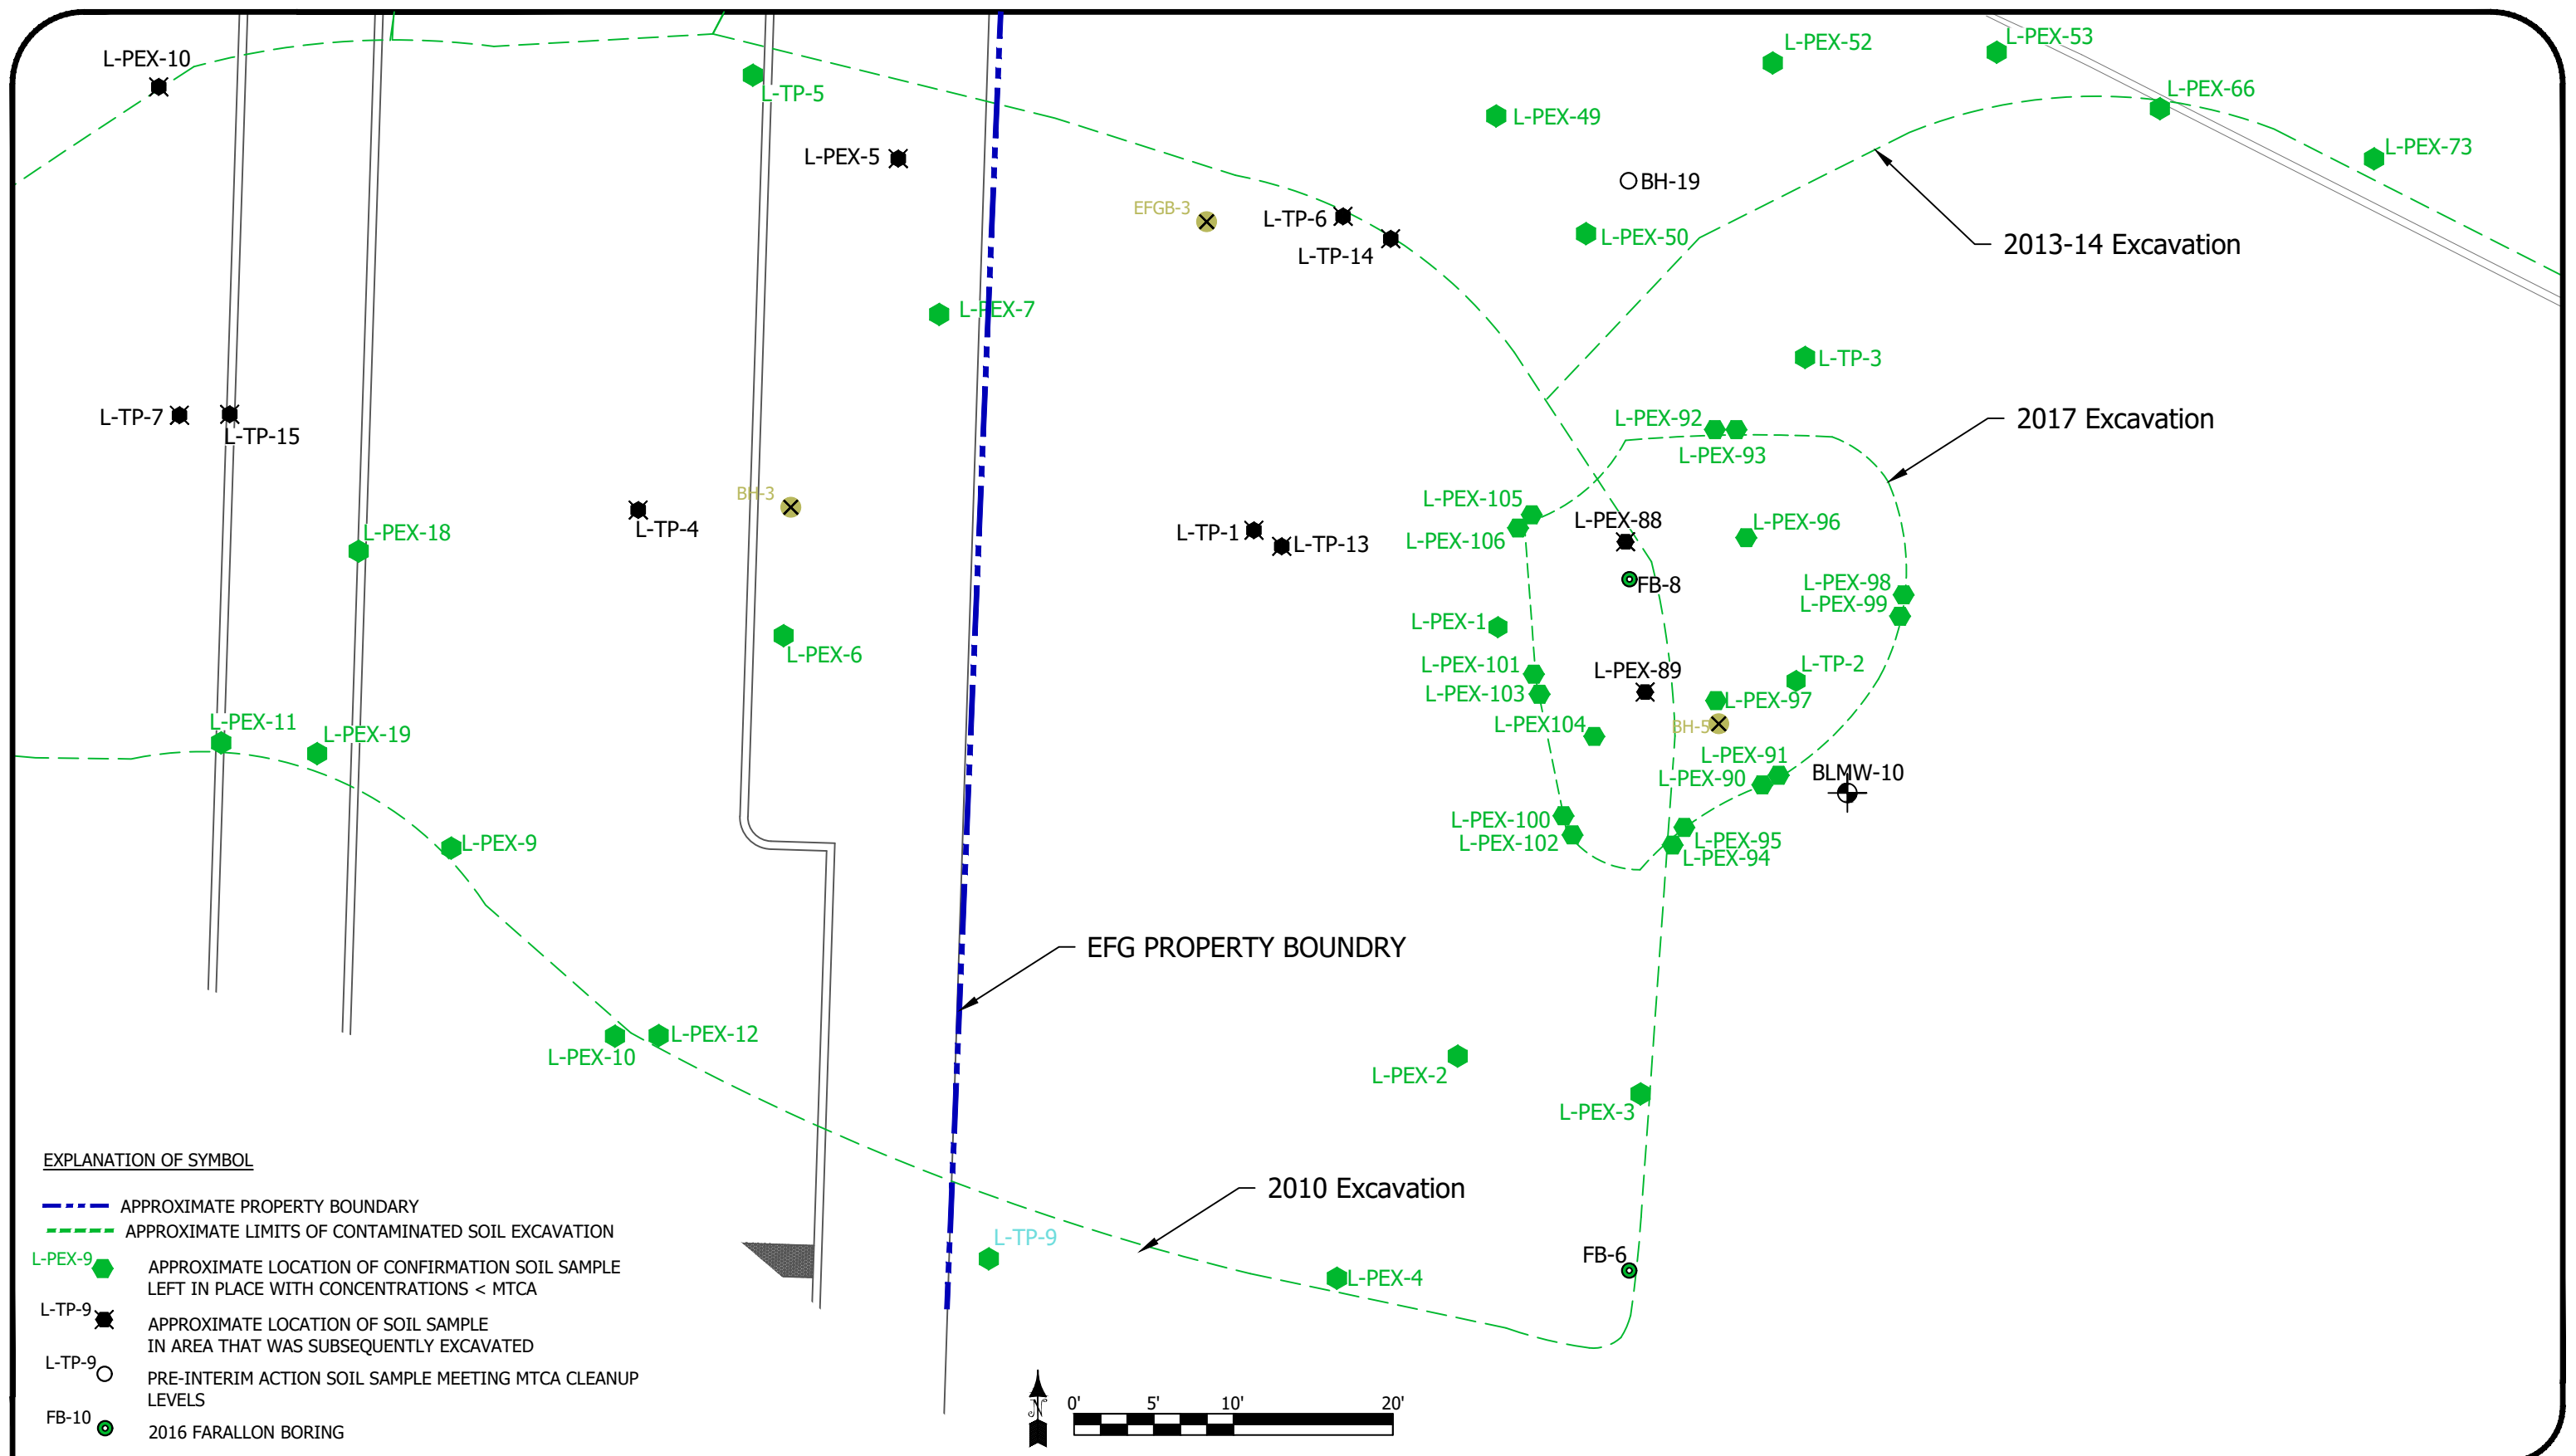 L-PEX-10
L-TP-5
L-PEX-5
L-PEX-52
L-PEX-53
L-PEX-66
L-PEX-49
L-PEX-73
BH-19
EFGB-3
L-TP-6
L-TP-14
L-PEX-50
2013-14 Excavation
L-PEX-7
L-TP-3
L-TP-7
L-TP-15
L-PEX-92
L-PEX-93
2017 Excavation
BH-3
L-TP-4
L-PEX-18
L-PEX-105
L-PEX-106
L-TP-1
L-TP-13
L-PEX-88
L-PEX-96
FB-8
L-PEX-98
L-PEX-99
L-PEX-1
L-PEX-6
L-PEX-101
L-PEX-103
L-PEX-89
L-TP-2
L-PEX-97
L-PEX104
BH-5
L-PEX-11
L-PEX-19
L-PEX-91
L-PEX-90
BLMW-10
L-PEX-100
L-PEX-102
L-PEX-95
L-PEX-94
L-PEX-9
EFG PROPERTY BOUNDRY
L-PEX-10
L-PEX-12
L-PEX-2
L-PEX-3
2010 Excavation
L-TP-9
FB-6
L-PEX-4
EXPLANATION OF SYMBOL
APPROXIMATE PROPERTY BOUNDARY
APPROXIMATE LIMITS OF CONTAMINATED SOIL EXCAVATION
L-PEX-9
APPROXIMATE LOCATION OF CONFIRMATION SOIL SAMPLE
LEFT IN PLACE WITH CONCENTRATIONS < MTCA
L-TP-9
APPROXIMATE LOCATION OF SOIL SAMPLE
IN AREA THAT WAS SUBSEQUENTLY EXCAVATED
L-TP-9
PRE-INTERIM ACTION SOIL SAMPLE MEETING MTCA CLEANUP
LEVELS
FB-10
2016 FARALLON BORING
N
0' 5' 10' 20'